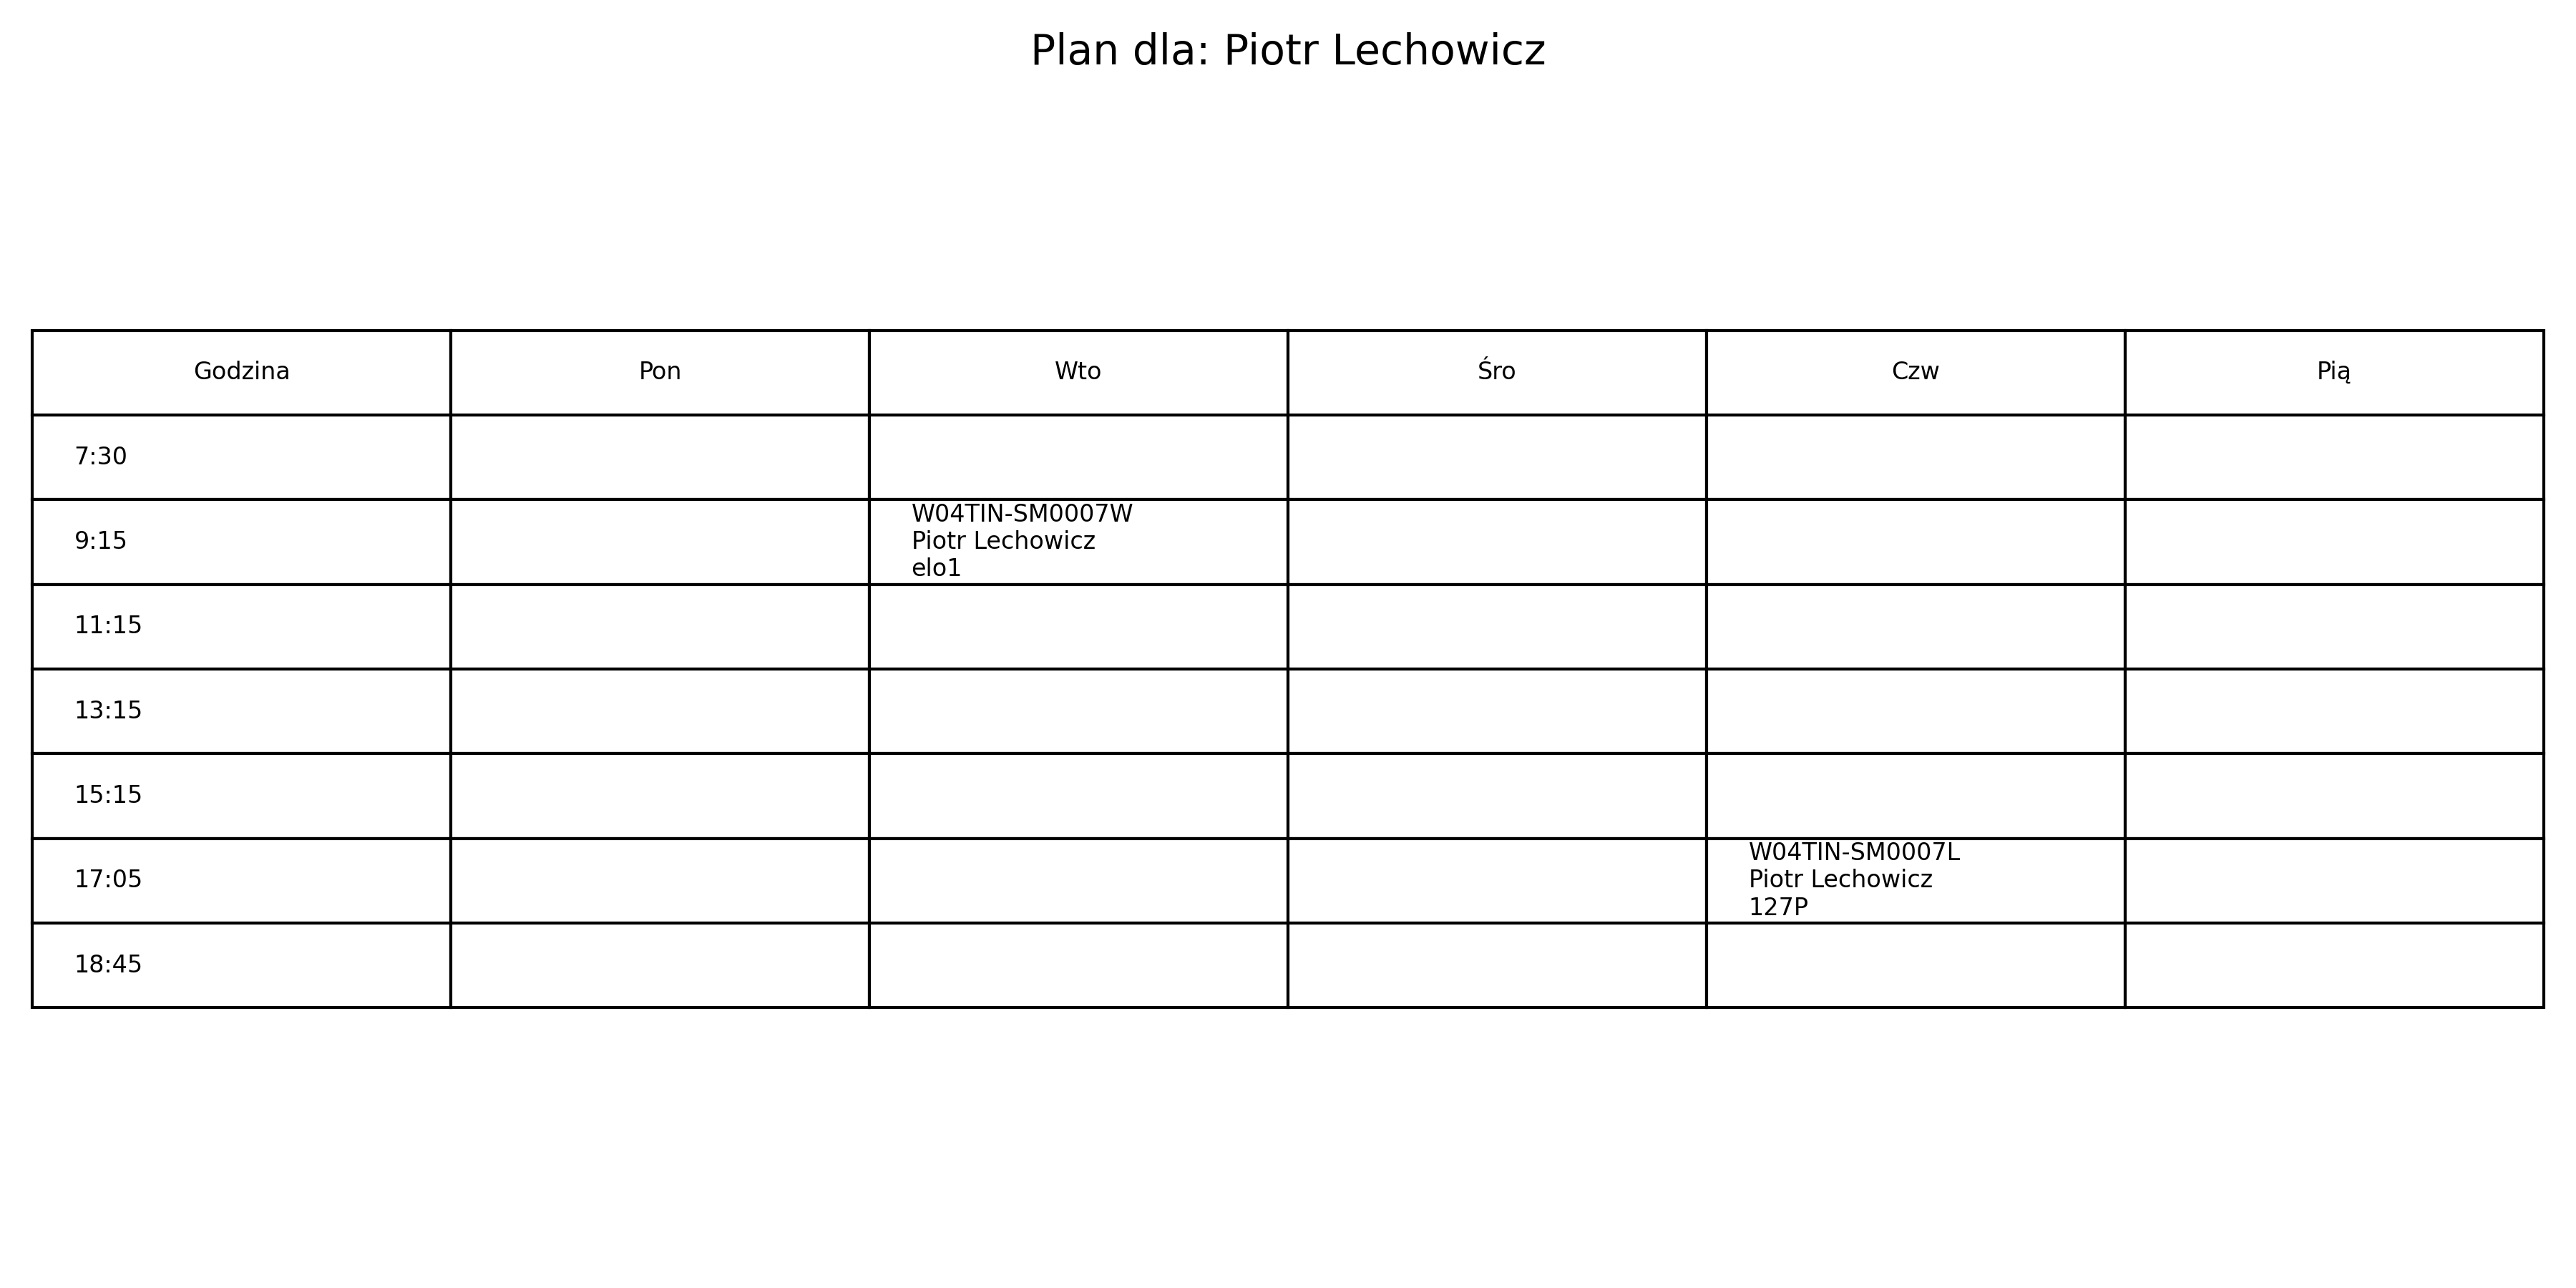 Plan dla: Piotr Lechowicz
Godzina Pon Wto Śro Czw Pią
7:30
9:15 W04TIN-SM0007W
Piotr Lechowicz
elo1
11:15
13:15
15:15
17:05 W04TIN-SM0007L
Piotr Lechowicz
127P
18:45